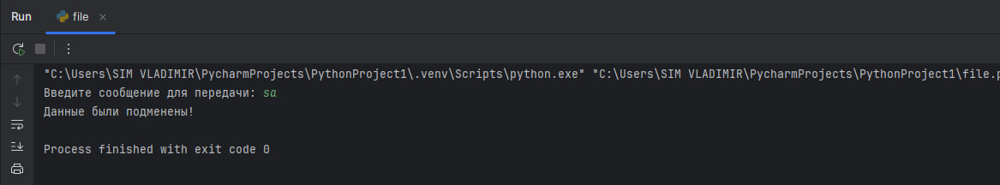 Run file
"C:\Users\SIM VLADIMIR\PycharmProjects\PythonProject1\.venv\Scripts\python.exe" "C:\Users\SIM VLADIMIR\PycharmProjects\PythonProject1\file.p
Введите сообщение для передачи: sa
Данные были подменены!
Process finished with exit code 0